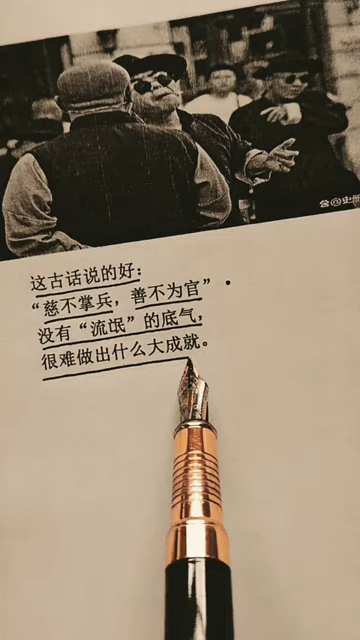 这古话说的好:
“慈不掌兵，善不为官”
没有“流氓”的底气，
很难做出什么大成就。